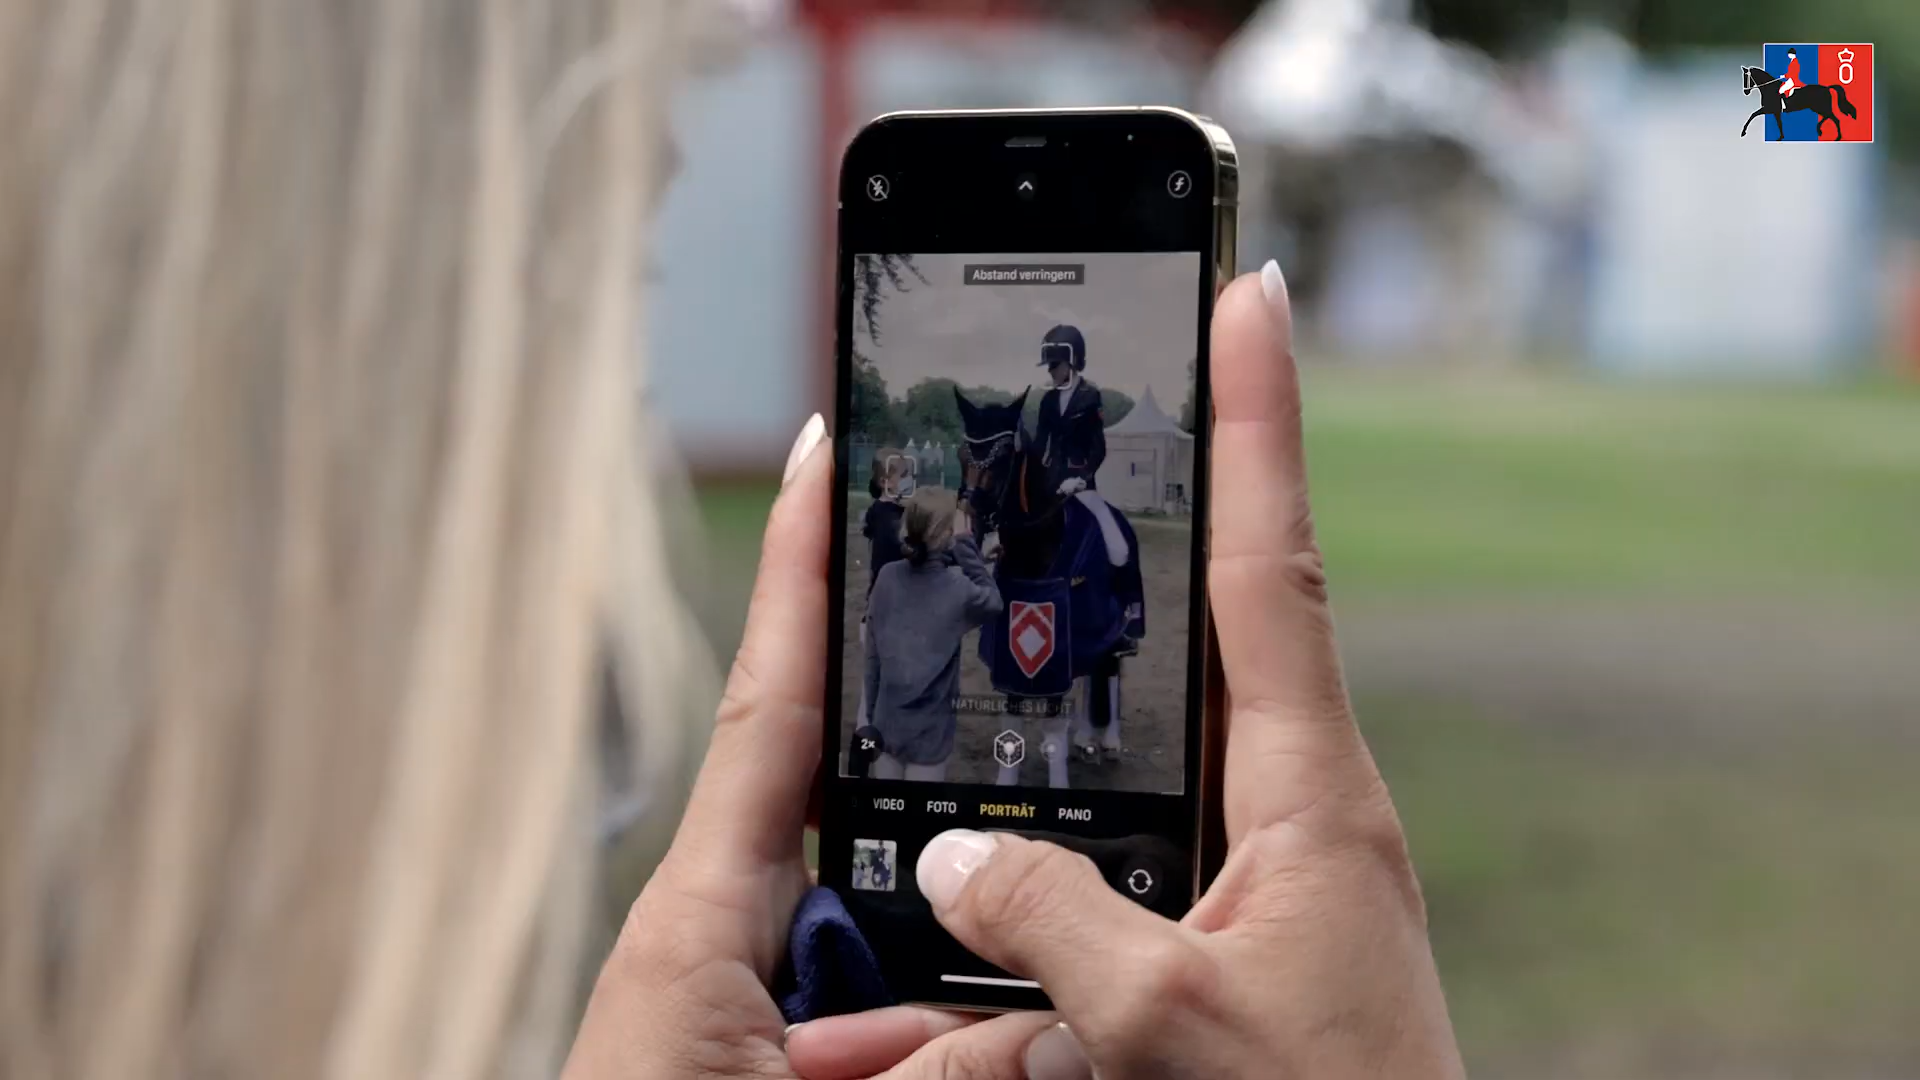 Abstand verringern
NATÜRLICHES LICHT
2×
VIDEO FOTO PORTRÄT PANO